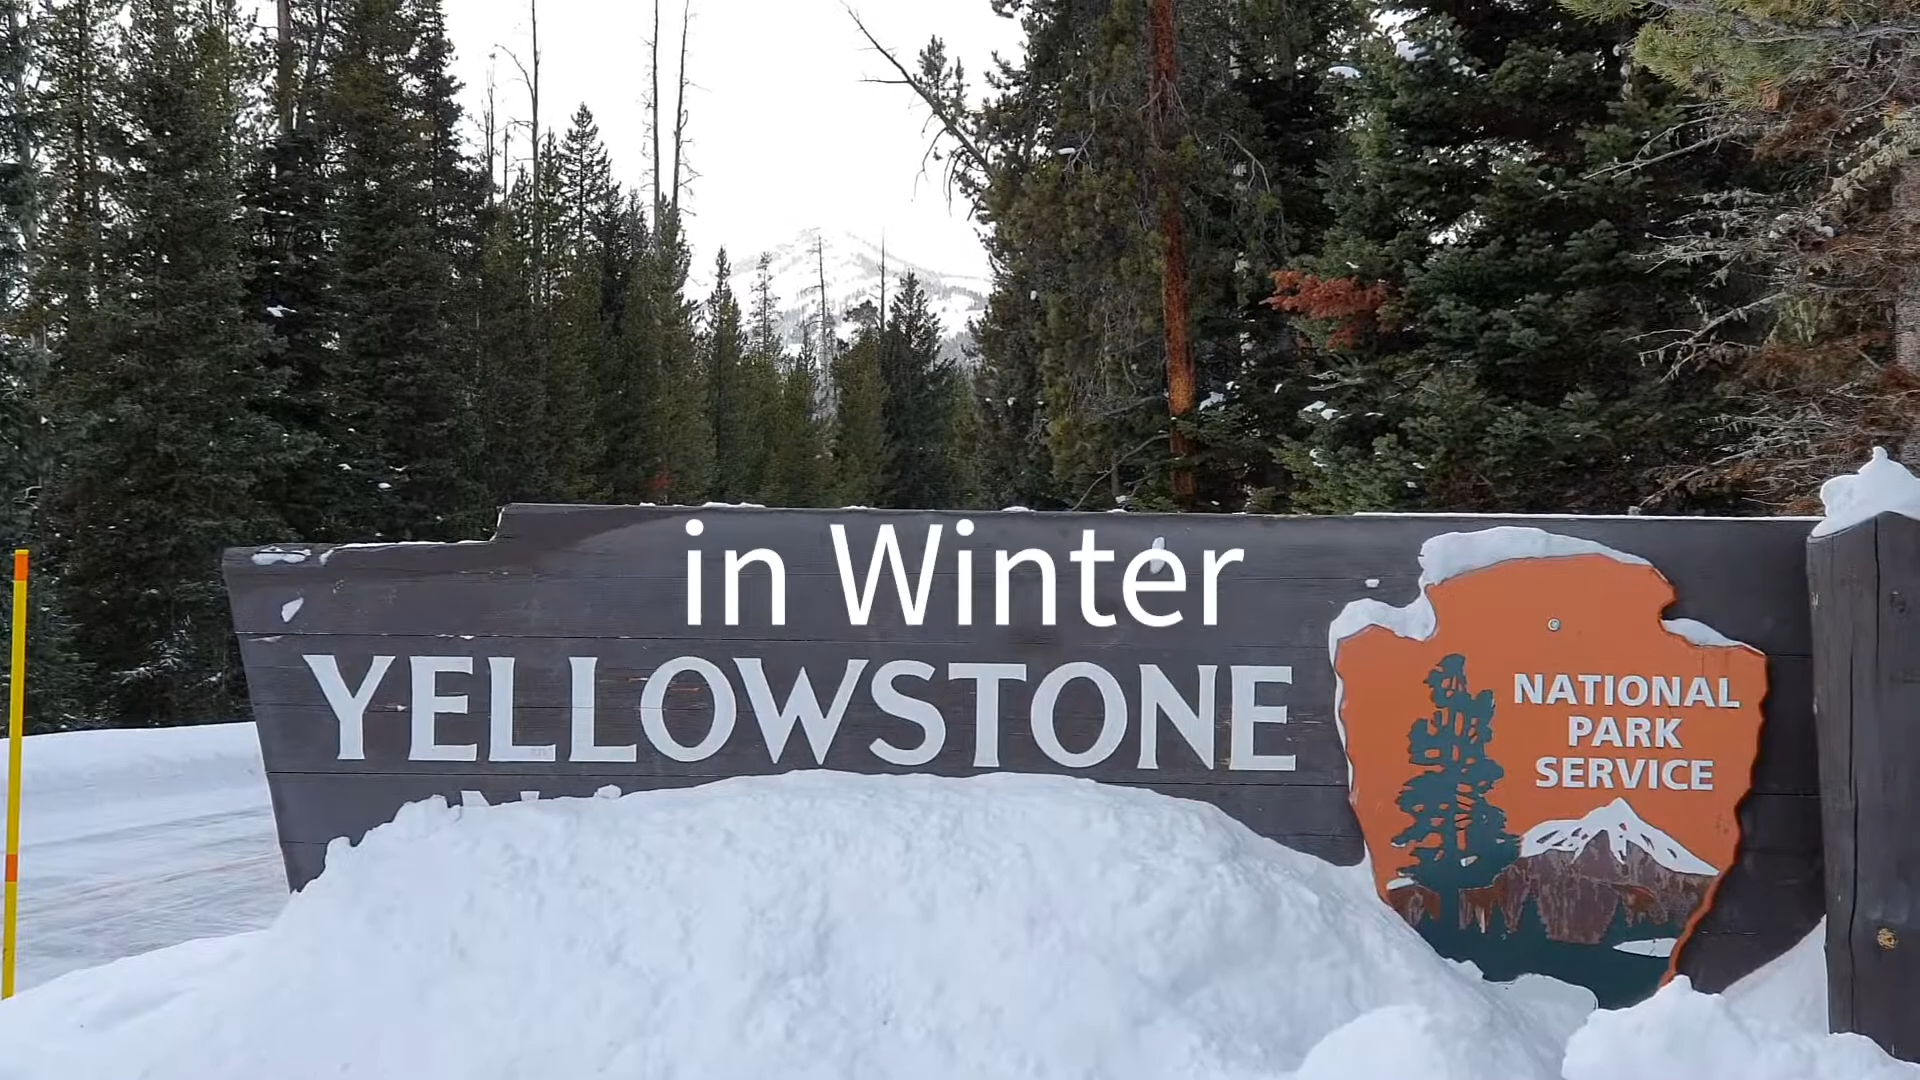 in Winter
YELLOWSTONE
NATIONAL
PARK
SERVICE